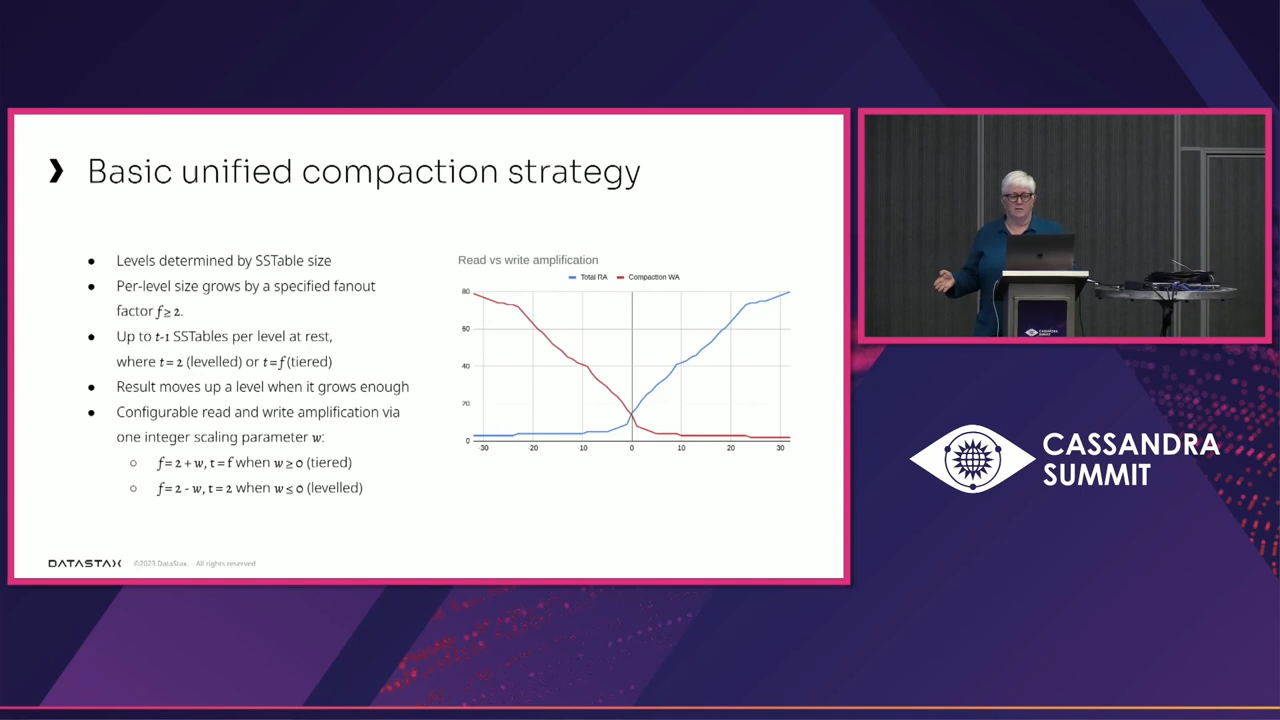 Basic unified compaction strategy
● Levels determined by SSTable size
● Per-level size grows by a specified fanout
factor f ≥ 2.
● Up to t-1 SSTables per level at rest,
where t = 2 (levelled) or t = f (tiered)
● Result moves up a level when it grows enough
● Configurable read and write amplification via
one integer scaling parameter w:
○ f = 2 + w, t = f when w ≥ 0 (tiered)
○ f = 2 - w, t = 2 when w ≤ 0 (levelled)
Read vs write amplification
Total RA Compaction WA
80
60
40
20
0
-30 -20 -10 0 10 20 30
DATASTAX ©2023 DataStax. - All rights reserved
CASSANDRA
SUMMIT
CASSANDRA
SUMMIT